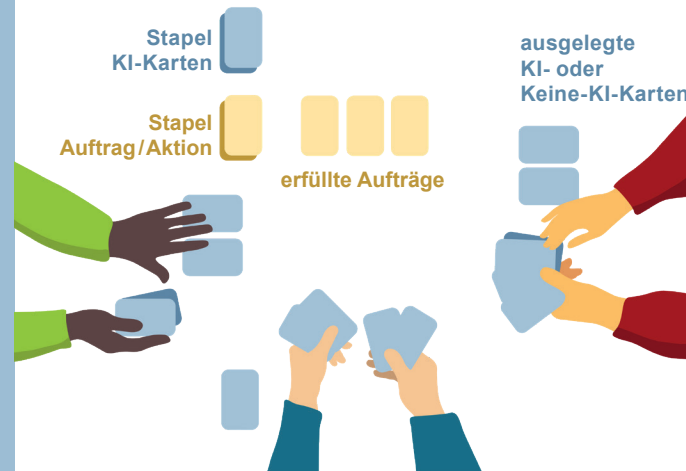 Stapel
KI-Karten
ausgelegte
KI- oder
Keine-KI-Karten
Stapel
Auftrag/Aktion
erfüllte Aufträge